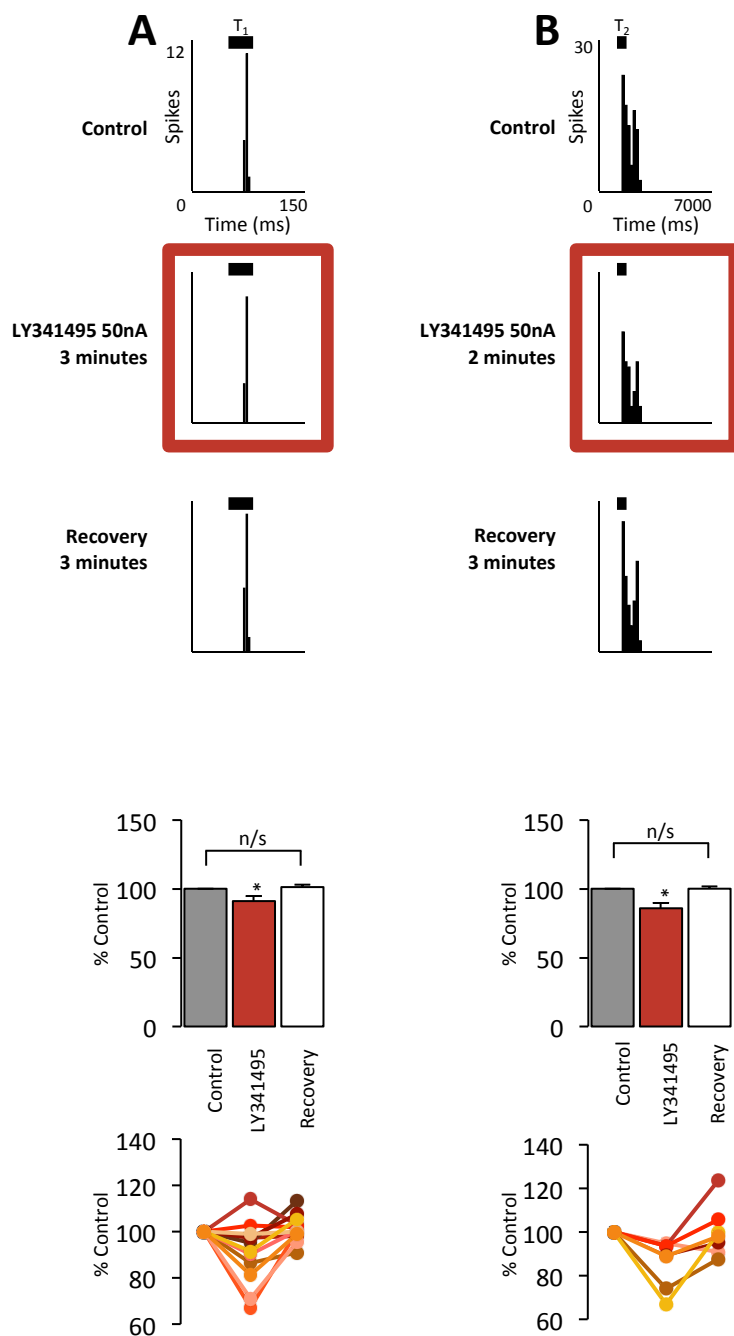 A
T1
12
Spikes
Control
0
150
Time (ms)
LY341495 50nA
3 minutes
Recovery
3 minutes
150
100
50
0
% Control
n/s
*
Control
LY341495
Recovery
140
120
100
80
60
% Control
B
T2
30
Spikes
Control
0
7000
Time (ms)
LY341495 50nA
2 minutes
Recovery
3 minutes
150
100
50
0
% Control
n/s
*
Control
LY341495
Recovery
140
120
100
80
60
% Control